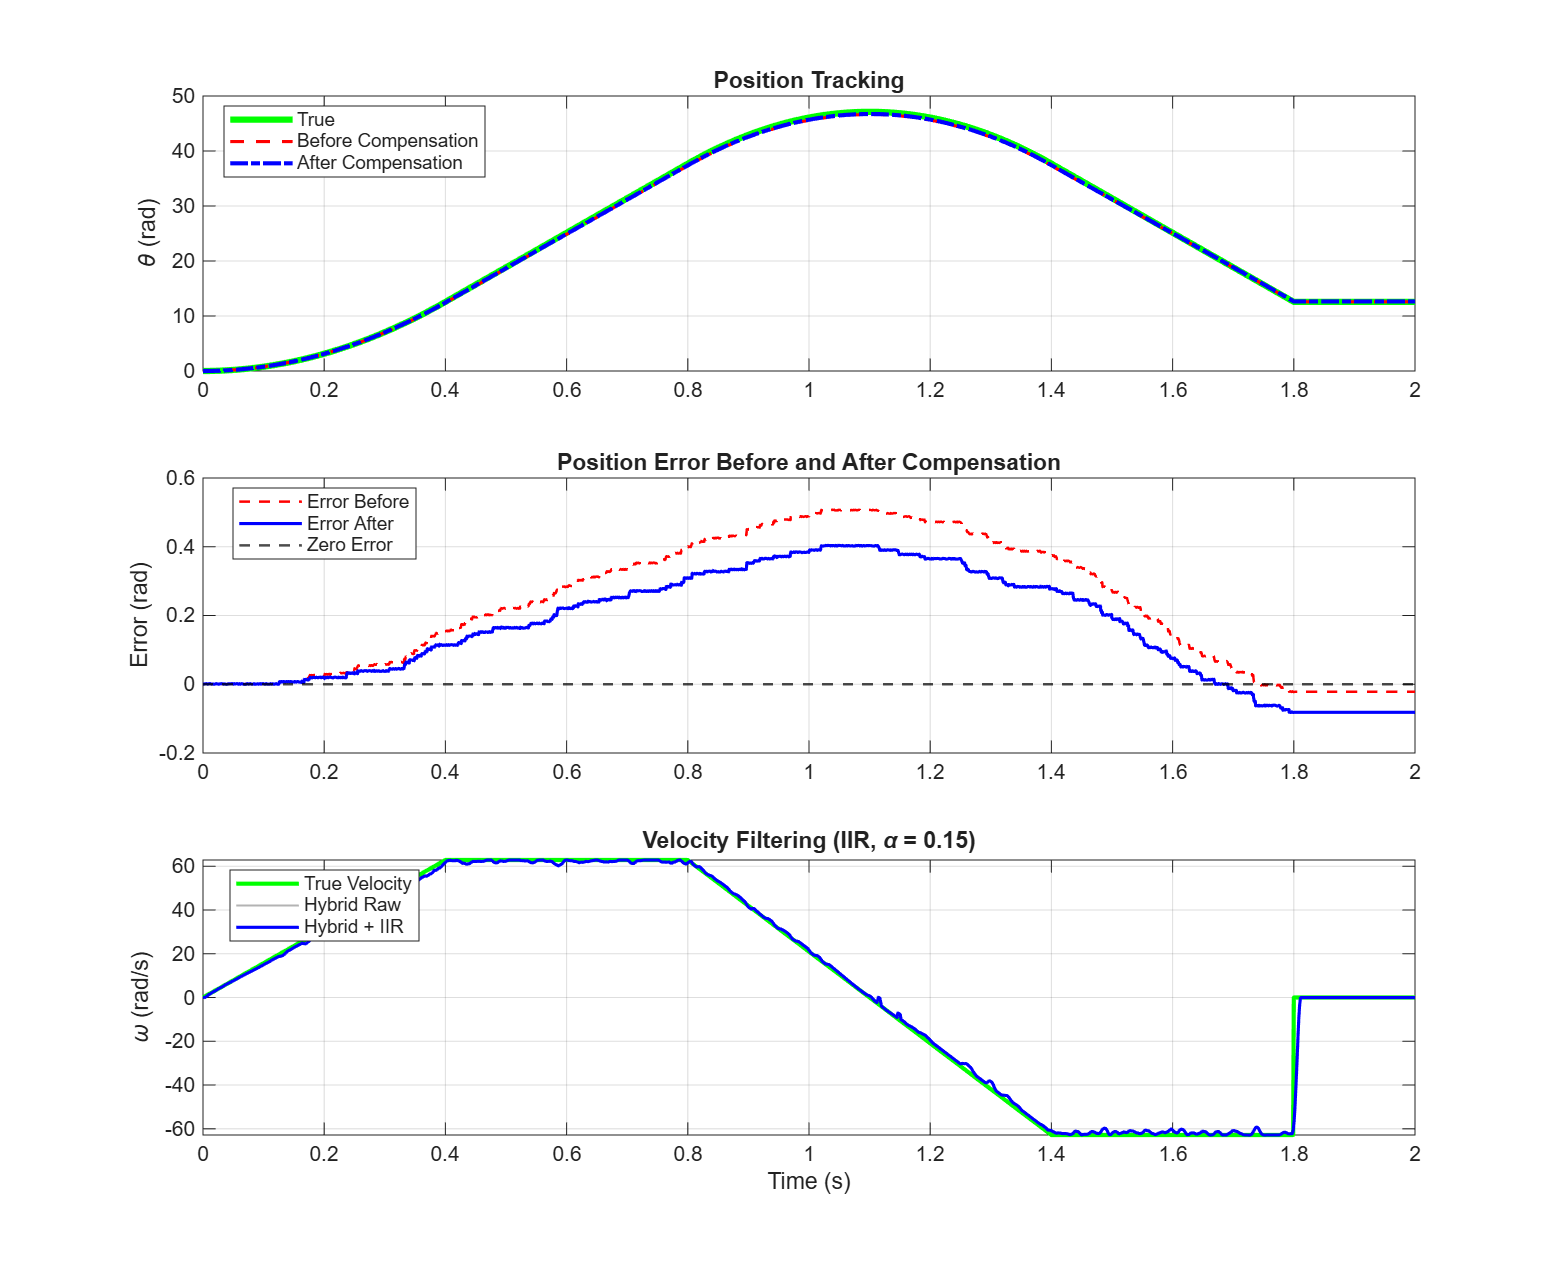 Position Tracking
50
40
30
20
10
0
θ (rad)
True
Before Compensation
After Compensation
0 0.2 0.4 0.6 0.8 1 1.2 1.4 1.6 1.8 2
Position Error Before and After Compensation
0.6
0.4
0.2
0
-0.2
Error (rad)
Error Before
Error After
Zero Error
0 0.2 0.4 0.6 0.8 1 1.2 1.4 1.6 1.8 2
Velocity Filtering (IIR, α = 0.15)
60
40
20
0
-20
-40
-60
ω (rad/s)
True Velocity
Hybrid Raw
Hybrid + IIR
0 0.2 0.4 0.6 0.8 1 1.2 1.4 1.6 1.8 2
Time (s)